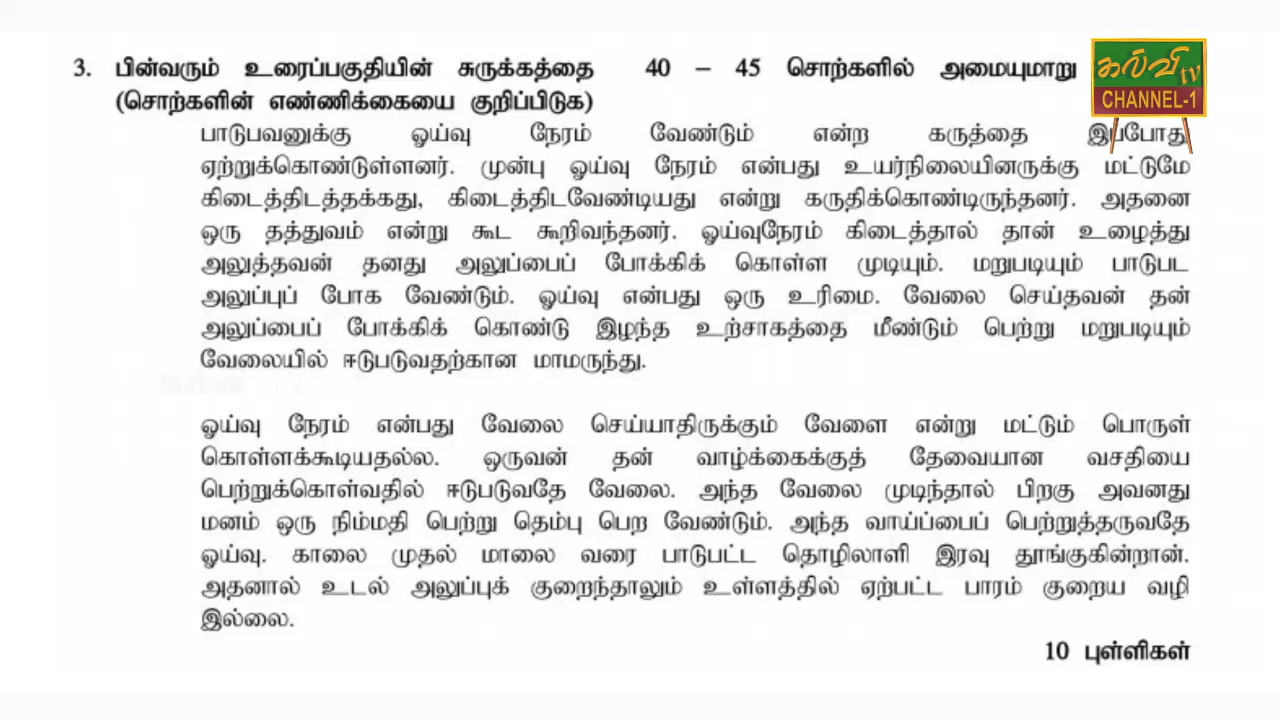 3. பின்வரும் உரைப்பகுதியின் சுருக்கத்தை 40 – 45 சொற்களில் அமையுமாறு
(சொற்களின் எண்ணிக்கையை குறிப்பிடுக)
கல்வி tv
CHANNEL-1
பாடுபவனுக்கு ஓய்வு நேரம் வேண்டும் என்ற கருத்தை இப்போது
ஏற்றுக்கொண்டுள்ளனர். முன்பு ஓய்வு நேரம் என்பது உயர்நிலையினருக்கு மட்டுமே
கிடைத்திடத்தக்கது, கிடைத்திடவேண்டியது என்று கருதிக்கொண்டிருந்தனர். அதனை
ஒரு தத்துவம் என்று கூட கூறிவந்தனர். ஓய்வுநேரம் கிடைத்தால் தான் உழைத்து
அலுத்தவன் தனது அலுப்பைப் போக்கிக் கொள்ள முடியும். மறுபடியும் பாடுபட
அலுப்புப் போக வேண்டும். ஓய்வு என்பது ஒரு உரிமை. வேலை செய்தவன் தன்
அலுப்பைப் போக்கிக் கொண்டு இழந்த உற்சாகத்தை மீண்டும் பெற்று மறுபடியும்
வேலையில் ஈடுபடுவதற்கான மாமருந்து.
ஓய்வு நேரம் என்பது வேலை செய்யாதிருக்கும் வேளை என்று மட்டும் பொருள்
கொள்ளக்கூடியதல்ல. ஒருவன் தன் வாழ்க்கைக்குத் தேவையான வசதியை
பெற்றுக்கொள்வதில் ஈடுபடுவதே வேலை. அந்த வேலை முடிந்தால் பிறகு அவனது
மனம் ஒரு நிம்மதி பெற்று தெம்பு பெற வேண்டும். அந்த வாய்ப்பைப் பெற்றுத்தருவதே
ஓய்வு. காலை முதல் மாலை வரை பாடுபட்ட தொழிலாளி இரவு தூங்குகின்றான்.
அதனால் உடல் அலுப்புக் குறைந்தாலும் உள்ளத்தில் ஏற்பட்ட பாரம் குறைய வழி
இல்லை.
10 புள்ளிகள்